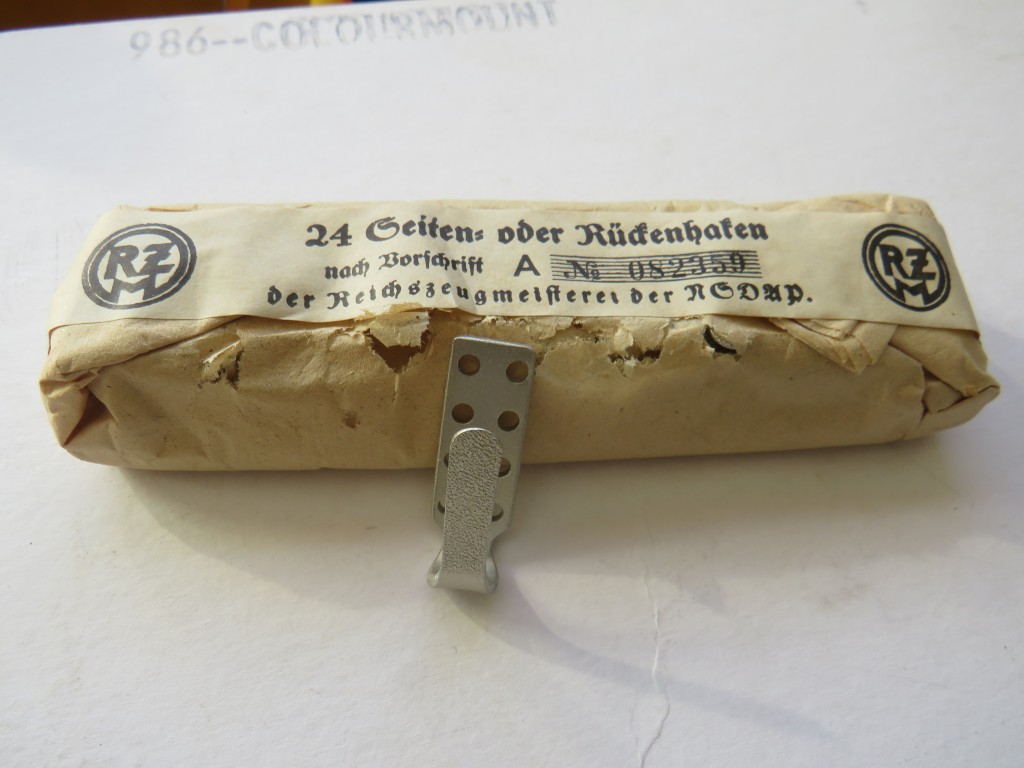 986--COLOURMOUNT
RZM
24 Seiten= oder Rückenhaken
nach Vorschrift A № 082359
der Reichszeugmeisterei der NSDAP.
RZM